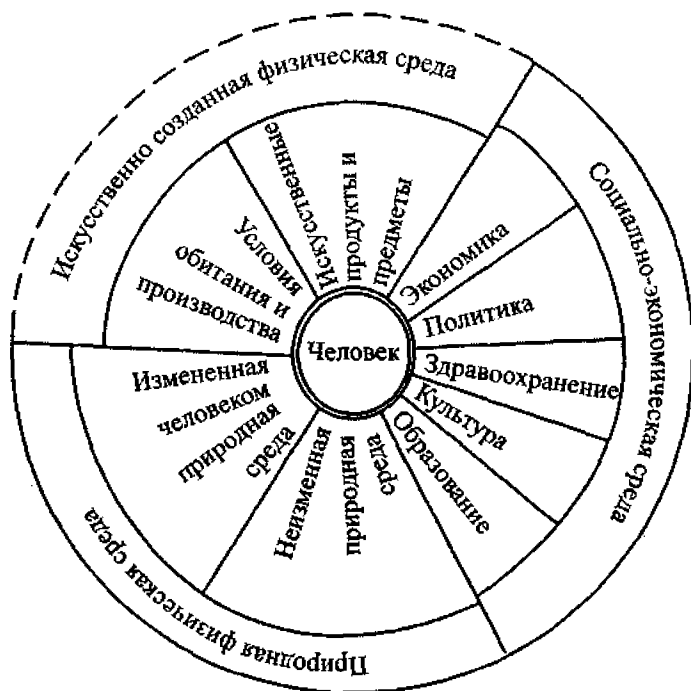 Искусственно созданная физическая среда
Социально-экономическая среда
Природная физическая среда
Искусственные
продукты и
предметы
Условия
обитания и
производства
Экономика
Политика
Здравоохранение
Культура
Образование
Человек
Измененная
человеком
природная
среда
Неизменная
природная
среда